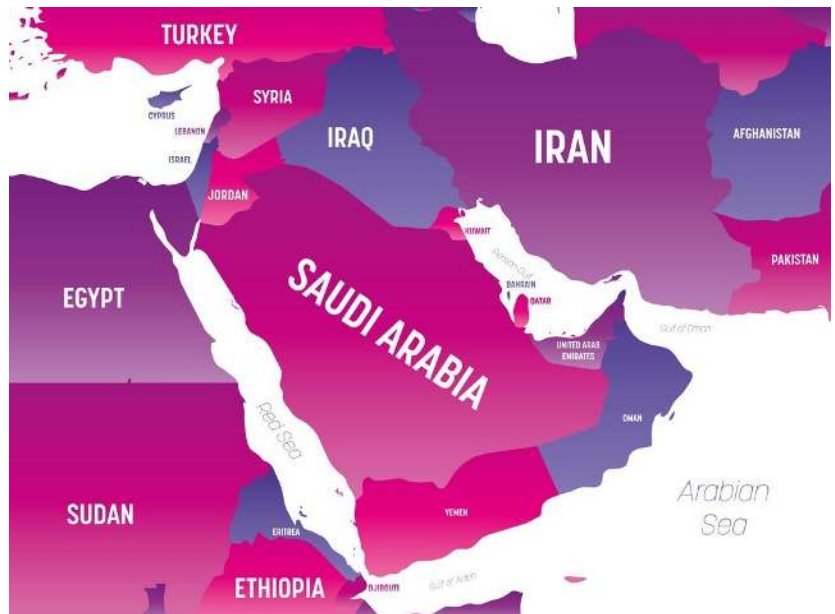 TURKEY
SYRIA
CYPRUS
LEBANON
ISRAEL
IRAQ
IRAN
AFGHANISTAN
JORDAN
KUWAIT
Persian Gulf
PAKISTAN
EGYPT
SAUDI ARABIA
BAHRAIN
QATAR
UNITED ARAB
EMIRATES
Gulf of Oman
OMAN
Red Sea
Arabian
Sea
SUDAN
YEMEN
ERITREA
ETHIOPIA
DJIBOUTI
Gulf of Aden